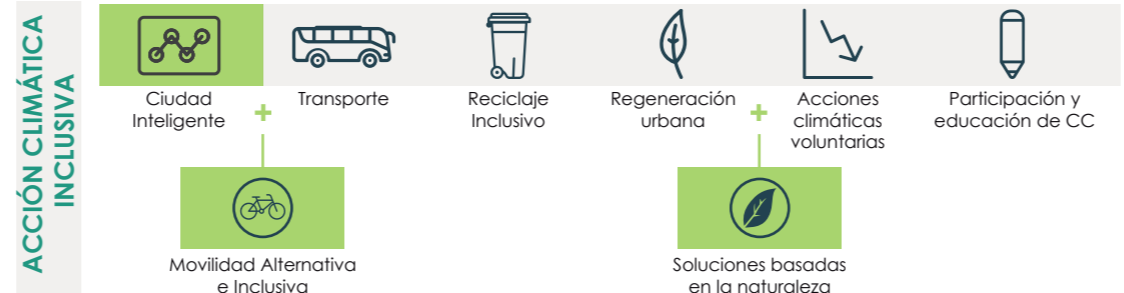 ACCIÓN CLIMÁTICA
INCLUSIVA
Ciudad
Inteligente
+
Transporte
Reciclaje
Inclusivo
Regeneración
urbana
+
Acciones
climáticas
voluntarias
Participación y
educación de CC
Movilidad Alternativa
e Inclusiva
Soluciones basadas
en la naturaleza